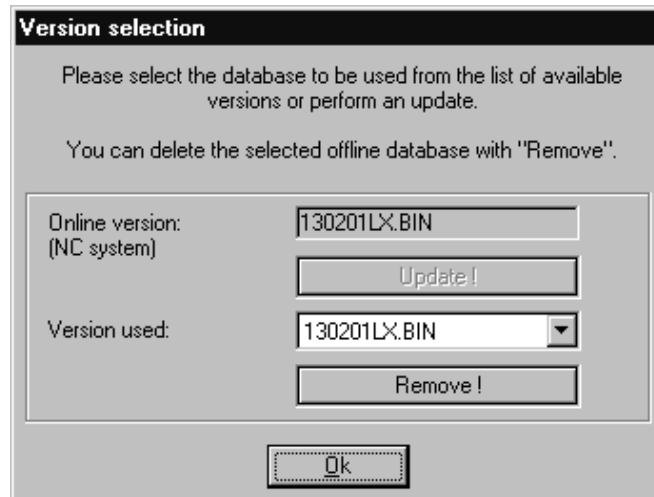 Version selection
Please select the database to be used from the list of available
versions or perform an update.
You can delete the selected offline database with "Remove".
Online version:
130201LX.BIN
(NC system)
Update !
Version used:
130201LX.BIN
Remove !
Ok